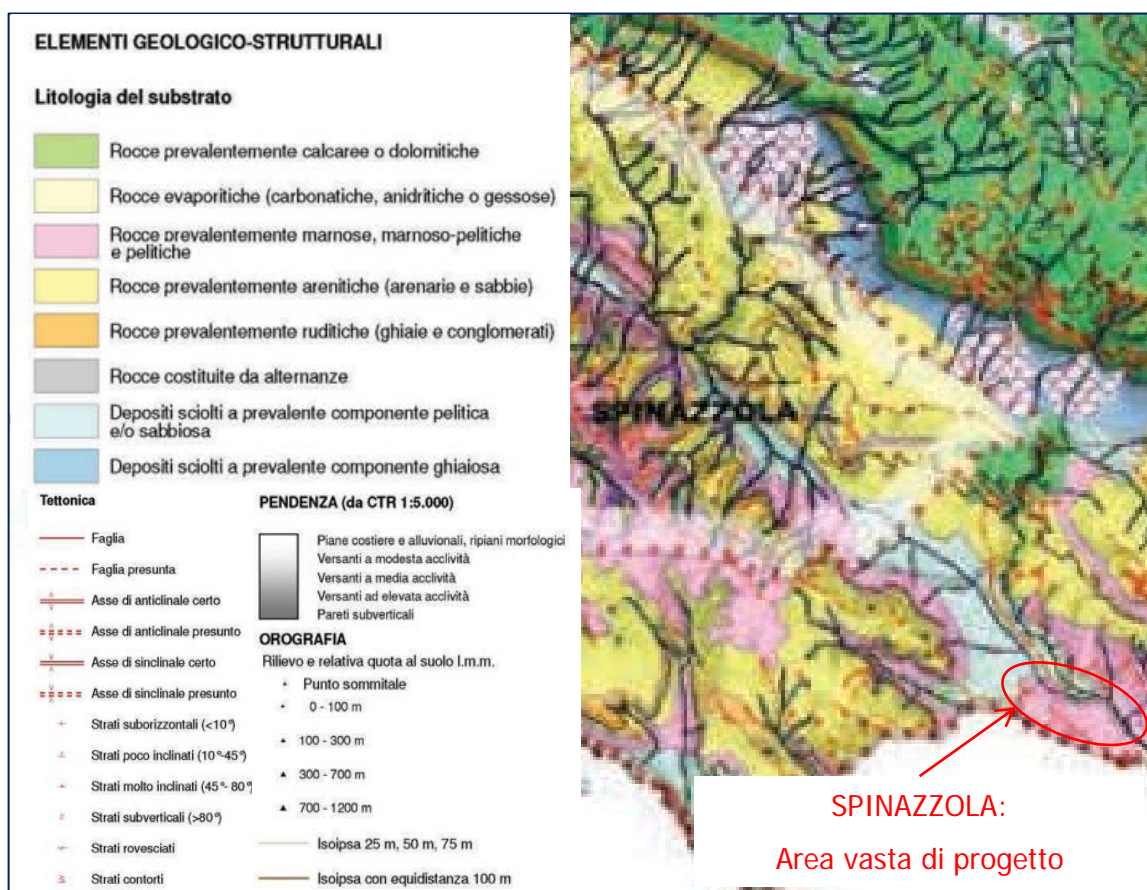 ELEMENTI GEOLOGICO-STRUTTURALI
Litologia del substrato
Rocce prevalentemente calcaree o dolomitiche
Rocce evaporitiche (carbonatiche, anidritiche o gessose)
Rocce prevalentemente marnose, marnoso-pelitiche
e pelitiche
Rocce prevalentemente arenitiche (arenarie e sabbie)
Rocce prevalentemente ruditiche (ghiaie e conglomerati)
Rocce costituite da alternanze
Depositi sciolti a prevalente componente pelitica
e/o sabbiosa
Depositi sciolti a prevalente componente ghiaiosa
Tettonica
Faglia
Faglia presunta
Asse di anticlinale certo
Asse di anticlinale presunto
Asse di sinclinale certo
Asse di sinclinale presunto
Strati suborizzontali (<10°)
Strati poco inclinati (10°-45°)
Strati molto inclinati (45°- 80°)
Strati subverticali (>80°)
Strati rovesciati
Strati contorti
PENDENZA (da CTR 1:5.000)
Piane costiere e alluvionali, ripiani morfologici
Versanti a modesta acclività
Versanti a media acclività
Versanti ad elevata acclività
Pareti subverticali
OROGRAFIA
Rilievo e relativa quota al suolo l.m.m.
Punto sommitale
0 - 100 m
100 - 300 m
300 - 700 m
700 - 1200 m
Isoipsa 25 m, 50 m, 75 m
Isoipsa con equidistanza 100 m
SPINAZZOLA
SPINAZZOLA:
Area vasta di progetto